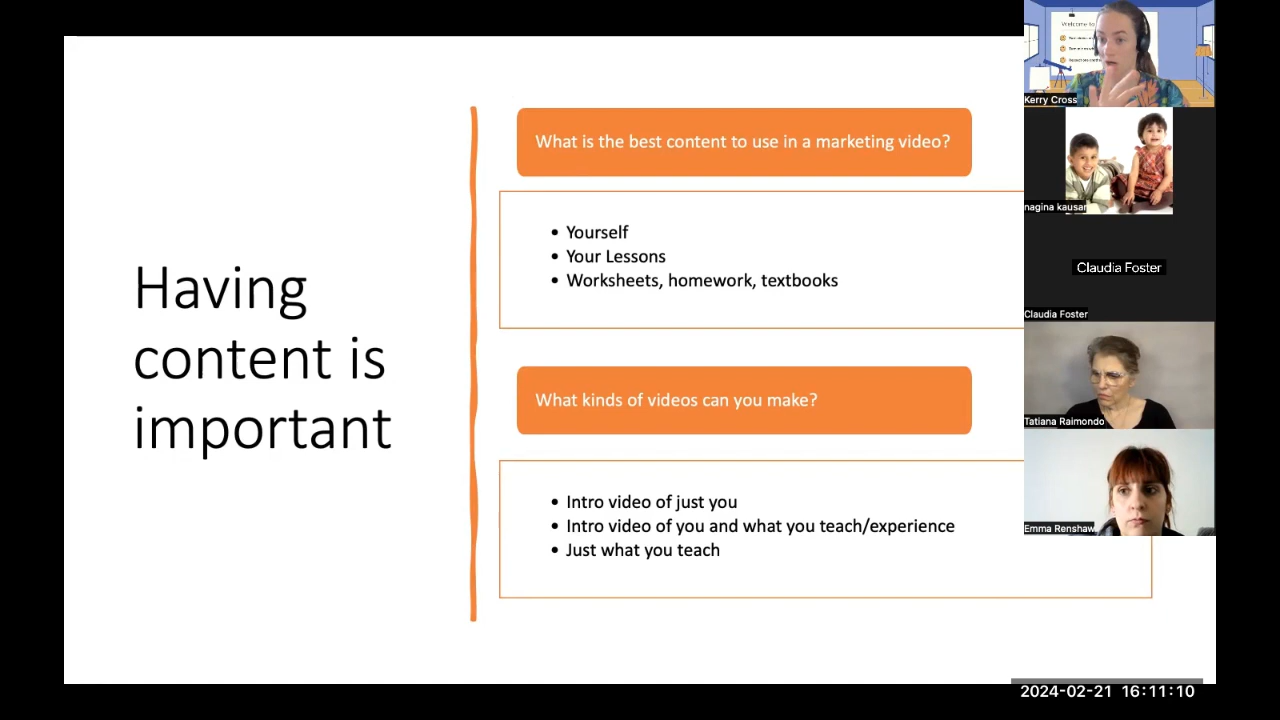 Having
content is
important
What is the best content to use in a marketing video?
• Yourself
• Your Lessons
• Worksheets, homework, textbooks
What kinds of videos can you make?
• Intro video of just you
• Intro video of you and what you teach/experience
• Just what you teach
Welcome to
Kerry Cross
nagina kausar
Claudia Foster
Claudia Foster
Tatiana Raimondo
Emma Renshaw
2024-02-21 16:11:10